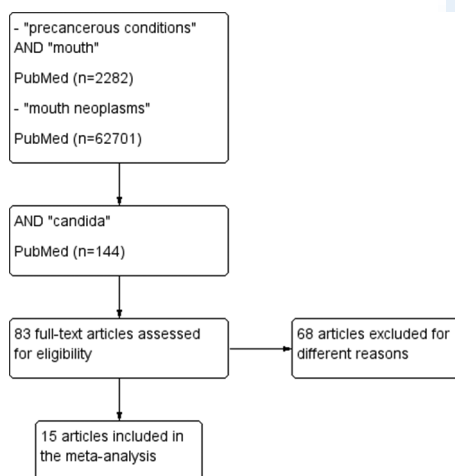 - "precancerous conditions"
AND "mouth"
PubMed (n=2282)
- "mouth neoplasms"
PubMed (n=62701)
AND "candida"
PubMed (n=144)
83 full-text articles assessed
for eligibility
68 articles excluded for
different reasons
15 articles included in
the meta-analysis